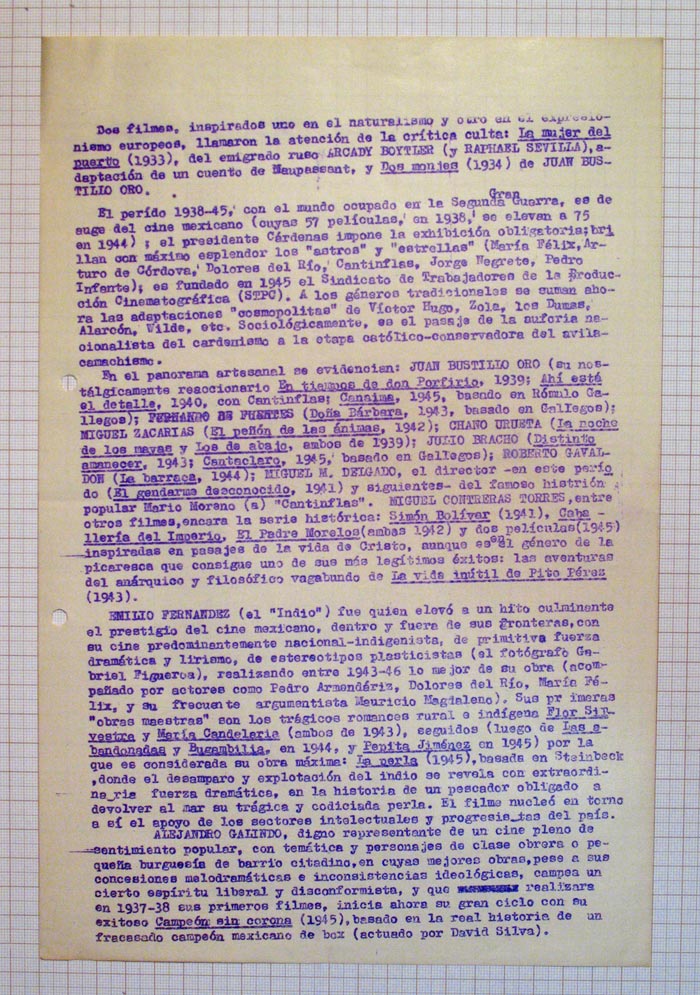 Dos filmes, inspirados uno en el naturalismo y otro en el expresio-
nismo europeos, llamaron la atención de la crítica culta: La mujer del
puerto (1933), del emigrado ruso ARCADY BOYTLER (y RAPHAEL SEVILLA),a-
daptación de un cuento de Maupassant, y Dos monjes (1934) de JUAN BUS-
TILLO ORO.
Gran
El perído 1938-45, con el mundo ocupado en la Segunda Guerra, es de
auge del cine mexicano (cuyas 57 películas, en 1938, se elevan a 75
en 1944) ; el presidente Cárdenas impone la exhibición obligatoria;bri
llan con máximo esplendor los "astros" y "estrellas" (María Félix,Ar-
turo de Córdova, Dolores del Río, Cantinflas, Jorge Negrete, Pedro
Infante); es fundado en 1945 el Sindicato de Trabajadores de la Produc-
ción Cinematográfica (STPC). A los géneros tradicionales se suman aho-
ra las adaptaciones "cosmopolitas" de Víctor Hugo, Zola, los Dumas,
Alarcón, Wilde, etc. Sociológicamente, es el pasaje de la auforia na-
cionalista del cardenismo a la etapa católico-conservadora del avila-
camachismo.
En el panorama artesanal se evidencian: JUAN BUSTILLO ORO (su nos-
tálgicamente reaccionario En tiempos de don Porfirio, 1939; Ahí está
el detalle, 1940, con Cantinflas; Canaima, 1945, basado en Rómulo Ga-
llegos); FERNANDO DE FUENTES (Doña Bárbara, 1943, basado en Gallegos);
MIGUEL ZACARIAS (El peñón de las ánimas, 1942); CHANO URUETA (La noche
de los mayas y Los de abajo, ambos de 1939); JULIO BRACHO (Distinto
amanecer, 1943; Cantaclaro, 1945, basado en Gallegos); ROBERTO GAVAL-
DON (La barraca, 1944); MIGUEL M. DELGADO, el director -en este perío
do (El gendarme desconocido, 1941) y siguientes- del famoso histrión
popular Mario Moreno (a) "Cantinflas". MIGUEL CONTRERAS TORRES,entre
otros filmes,encara la serie histórica: Simón Bolívar (1941), Caba -
llería del Imperio, El Padre Morelos(ambas 1942) y dos películas(1945)
inspiradas en pasajes de la vida de Cristo, aunque es en el género de la
picaresca que consigue uno de sus más legítimos éxitos: las aventuras
del anárquico y filosófico vagabundo de La vida inútil de Pito Pérez
(1943).
EMILIO FERNANDEZ (el "Indio") fue quien elevó a un hito culminente
el prestigio del cine mexicano, dentro y fuera de sus fronteras,con
su cine predominantemente nacional-indigenista, de primitiva fuerza
dramática y lirismo, de estereotipos plasticistas (el fotógrafo Ga-
briel Figueroa), realizando entre 1943-46 lo mejor de su obra (acom-
pañado por actores como Pedro Armendáriz, Dolores del Río, María Fé-
lix, y su frecuente argumentista Mauricio Magdaleno). Sus pr imeras
"obras maestras" son los trágicos romances rural e indígena Flor Sil-
vestre y María Candelaria (ambos de 1943), seguidos (luego de Las a-
bandonadas y Bugambilia, en 1944, y Pepita Jiménez en 1945) por la
que es considerada su obra máxima: La perla (1945),basada en Steinbeck
,donde el desamparo y explotación del indio se revela con extraordi-
na ria fuerza dramática, en la historia de un pescador obligado a
devolver al mar su trágica y codiciada perla. El filme nucleó en torno
a sí el apoyo de los sectores intelectuales y progresis_tas del país.
ALEJANDRO GALINDO, digno representante de un cine pleno de
sentimiento popular, con temática y personajes de clase obrera o pe-
queña burguesía de barrio citadino,en cuyas mejores obras,pese a sus
concesiones melodramáticas e inconsistencias ideológicas, campea un
cierto espíritu liberal y disconformista, y que realizara
en 1937-38 sus primeros filmes, inicia ahora su gran ciclo con su
exitoso Campeón sin corona (1945),basado en la real historia de un
fracasado campeón mexicano de box (actuado por David Silva).